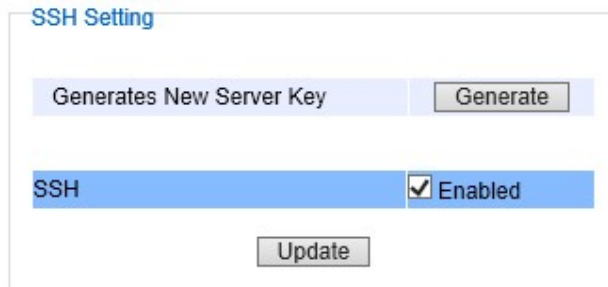 SSH Setting
Generates New Server Key Generate
SSH Enabled
Update